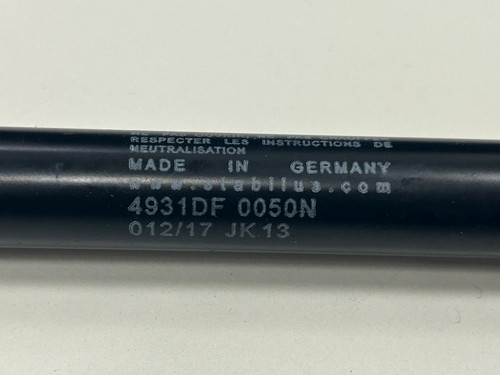 RESPECTER LES INSTRUCTIONS DE
NEUTRALISATION
MADE IN GERMANY
www.stabilus.com
4931DF 0050N
012/17 JK13